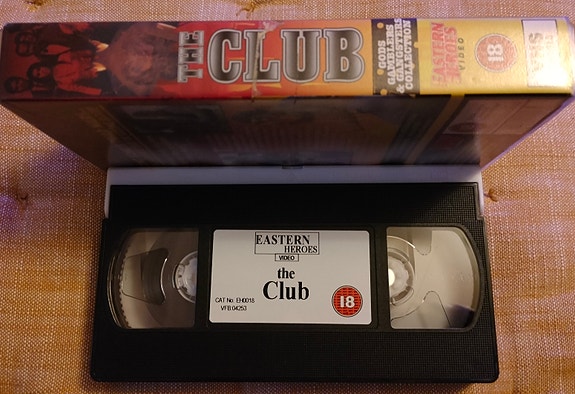 THE CLUB
GODS
GAMBLERS
& GANGSTERS
COLLECTION
EASTERN
HEROES
VIDEO
18
VHS
EASTERN
HEROES
VIDEO
the
Club
CAT No. EH0018
VFB 04253
18